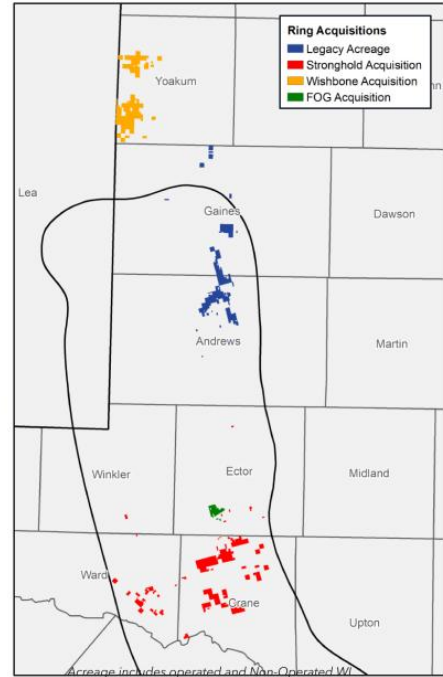 Ring Acquisitions
Legacy Acreage
Stronghold Acquisition
Wishbone Acquisition
FOG Acquisition
Yoakum
Lea
Gaines
Dawson
Andrews
Martin
Winkler
Ector
Midland
Ward
Crane
Upton
Acreage includes operated and Non-Operated WI